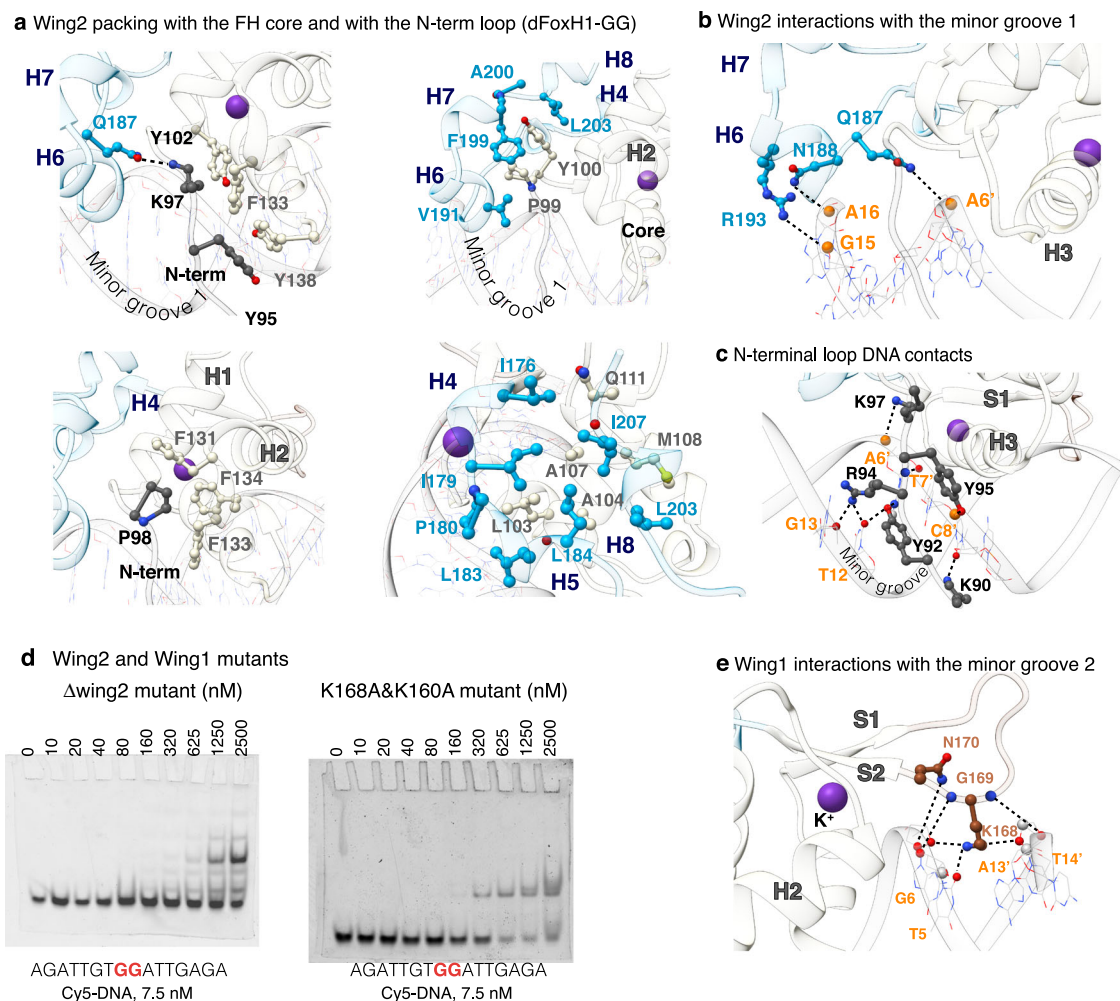 a Wing2 packing with the FH core and with the N-term loop (dFoxH1-GG)
H7
Q187
Y102
H6
K97
F133
N-term
Y138
Minor groove 1
Y95
H8
A200
H7
H4
L203
F199
H2
H6
Y100
P99
V191
Core
Minor groove 1
H1
H4
F131
H2
F134
P98
F133
N-term
I176
H4
Q111
I207
M108
A107
I179
A104
P180
L103
L203
L184
H8
L183
H5
b Wing2 interactions with the minor groove 1
H7
Q187
H6
N188
A6'
R193
A16
G15
H3
c N-terminal loop DNA contacts
K97
S1
H3
A6'
R94
T7'
Y95
G13
C8'
Y92
T12
Minor groove
K90
d Wing2 and Wing1 mutants
Δwing2 mutant (nM)
0 10 20 40 80 160 320 625 1250 2500
AGATTGTGGATTGAGA
Cy5-DNA, 7.5 nM
K168A&K160A mutant (nM)
0 10 20 40 80 160 320 625 1250 2500
AGATTGTGGATTGAGA
Cy5-DNA, 7.5 nM
e Wing1 interactions with the minor groove 2
S1
N170
S2
G169
K+
K168
A13'
T14'
H2
G6
T5